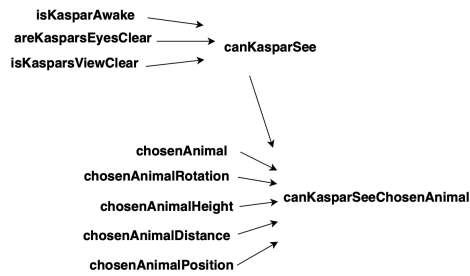 isKasparAwake
areKasparsEyesClear
isKasparsViewClear
canKasparSee
chosenAnimal
chosenAnimalRotation
chosenAnimalHeight
chosenAnimalDistance
chosenAnimalPosition
canKasparSeeChosenAnimal